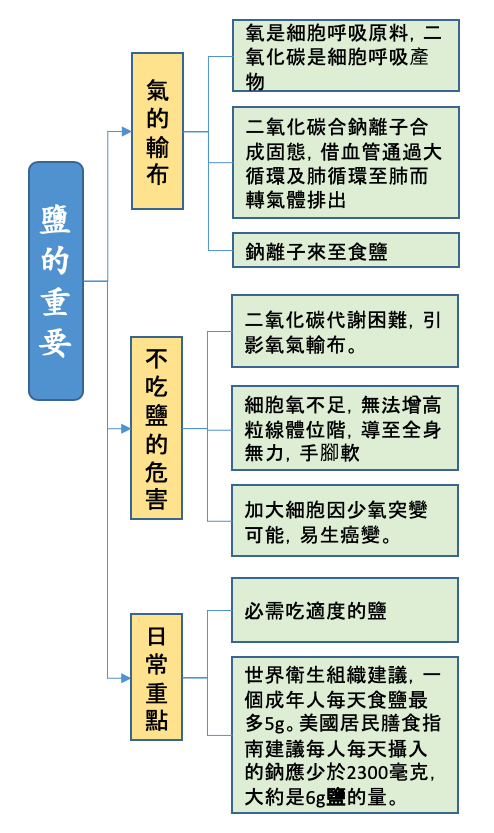 鹽的重要
氣的輸布
氧是細胞呼吸原料, 二
氧化碳是細胞呼吸產
物
二氧化碳合鈉離子合
成固態, 借血管通過大
循環及肺循環至肺而
轉氣體排出
鈉離子來至食鹽
不吃鹽的危害
二氧化碳代謝困難, 引
影氧氣輸布。
細胞氧不足, 無法增高
粒線體位階, 導至全身
無力, 手腳軟
加大細胞因少氧突變
可能, 易生癌變。
日常重點
必需吃適度的鹽
世界衛生組織建議, 一
個成年人每天食鹽最
多5g。美國居民膳食指
南建議每人每天攝入
的鈉應少於2300毫克,
大約是6g鹽的量。